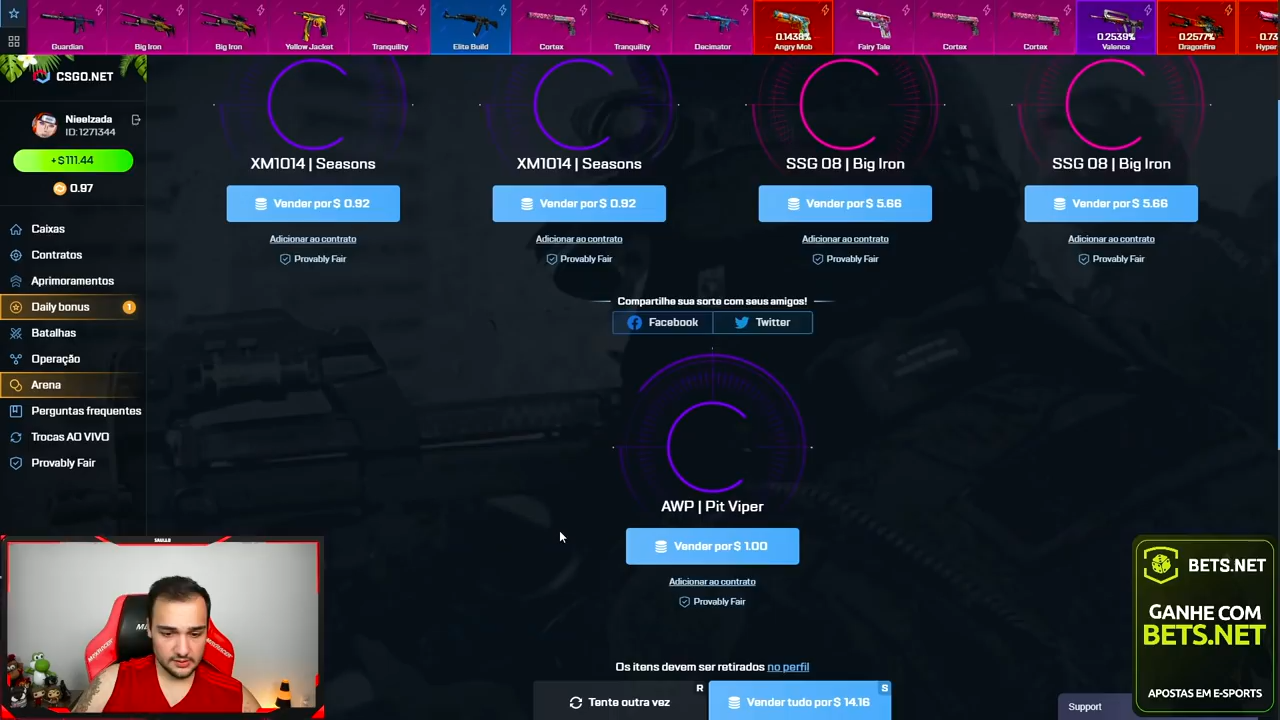 Guardian
Big Iron
Big Iron
Yellow Jacket
Tranquility
Elite Build
Cortex
Tranquility
Decimator
0.1438%
Angry Mob
Fairy Tale
Cortex
Cortex
0.2539%
Valence
0.2577%
Dragonfire
0.73
Hyper
CSGO.NET
Nieelzada
ID: 1271344
+$111.44
0.97
Caixas
Contratos
Aprimoramentos
Daily bonus
1
Batalhas
Operação
Arena
Perguntas frequentes
Trocas AO VIVO
Provably Fair
XM1014 | Seasons
Vender por $ 0.92
Adicionar ao contrato
Provably Fair
XM1014 | Seasons
Vender por $ 0.92
Adicionar ao contrato
Provably Fair
SSG 08 | Big Iron
Vender por $ 5.66
Adicionar ao contrato
Provably Fair
SSG 08 | Big Iron
Vender por $ 5.66
Adicionar ao contrato
Provably Fair
Compartilhe sua sorte com seus amigos!
Facebook
Twitter
AWP | Pit Viper
Vender por $ 1.00
Adicionar ao contrato
Provably Fair
Os itens devem ser retirados no perfil
Tente outra vez
R
Vender tudo por $ 14.16
S
Support
BETS.NET
GANHE COM
BETS.NET
APOSTAS EM E-SPORTS